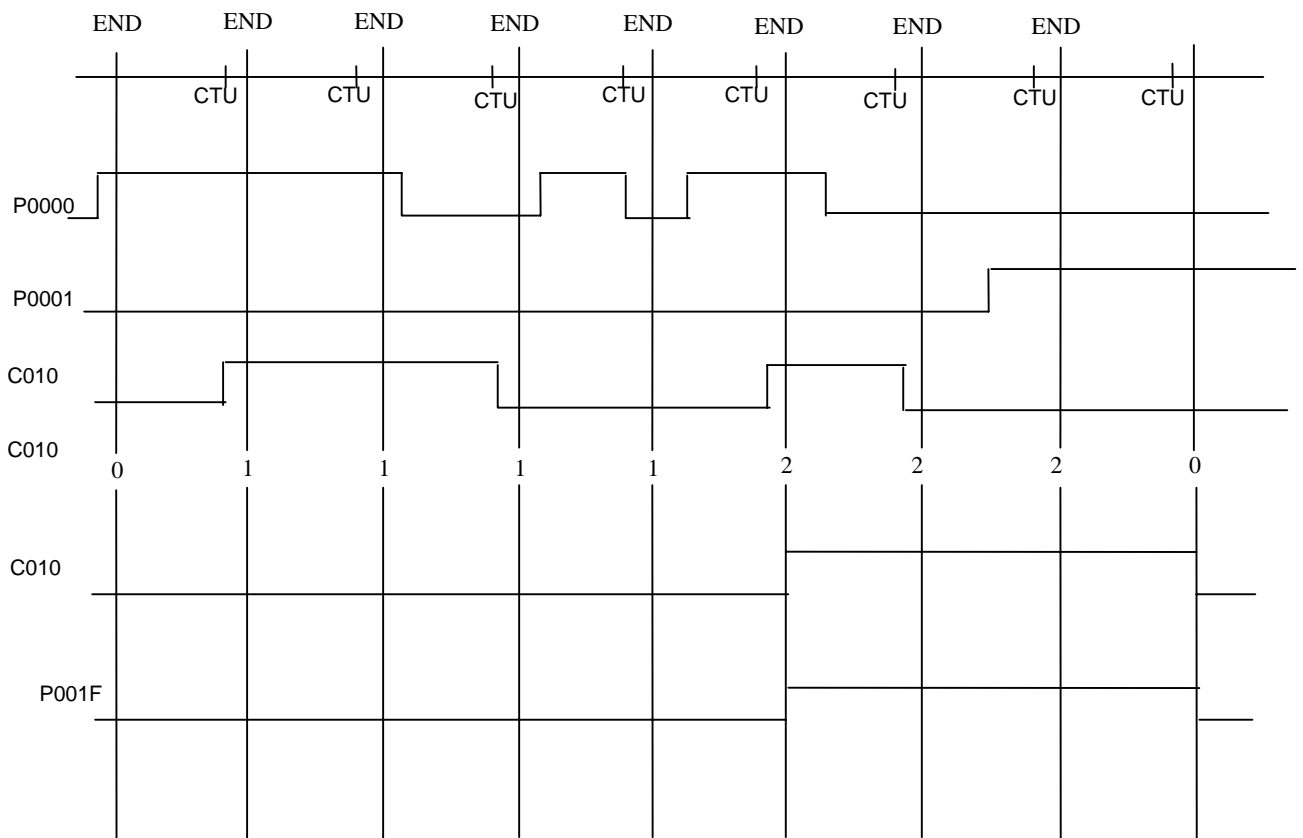 END END END END END END END END
CTU CTU CTU CTU CTU CTU CTU CTU
P0000
P0001
C010
C010
0 1 1 1 1 2 2 2 0
C010
P001F